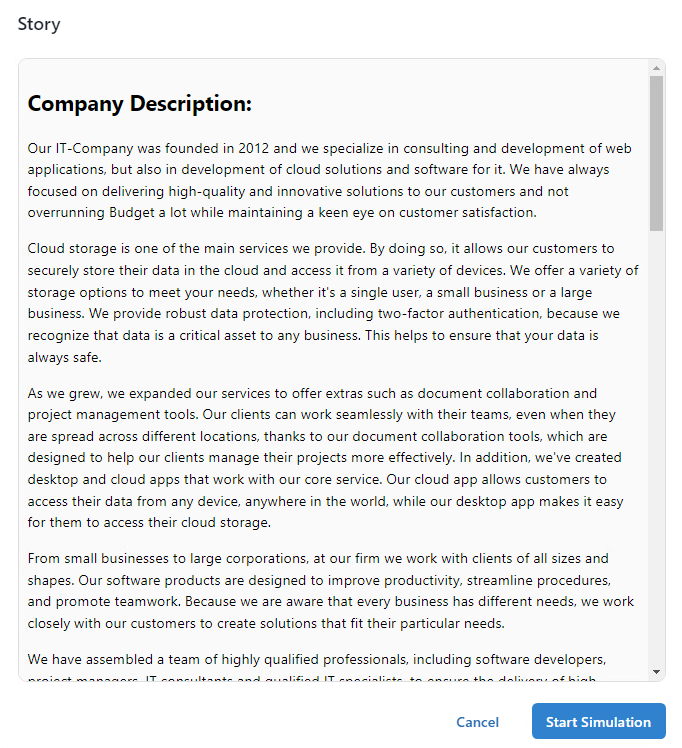 Story
Company Description:
Our IT-Company was founded in 2012 and we specialize in consulting and development of web
applications, but also in development of cloud solutions and software for it. We have always
focused on delivering high-quality and innovative solutions to our customers and not
overrunning Budget a lot while maintaining a keen eye on customer satisfaction.
Cloud storage is one of the main services we provide. By doing so, it allows our customers to
securely store their data in the cloud and access it from a variety of devices. We offer a variety of
storage options to meet your needs, whether it's a single user, a small business or a large
business. We provide robust data protection, including two-factor authentication, because we
recognize that data is a critical asset to any business. This helps to ensure that your data is
always safe.
As we grew, we expanded our services to offer extras such as document collaboration and
project management tools. Our clients can work seamlessly with their teams, even when they
are spread across different locations, thanks to our document collaboration tools, which are
designed to help our clients manage their projects more effectively. In addition, we've created
desktop and cloud apps that work with our core service. Our cloud app allows customers to
access their data from any device, anywhere in the world, while our desktop app makes it easy
for them to access their cloud storage.
From small businesses to large corporations, at our firm we work with clients of all sizes and
shapes. Our software products are designed to improve productivity, streamline procedures,
and promote teamwork. Because we are aware that every business has different needs, we work
closely with our customers to create solutions that fit their particular needs.
We have assembled a team of highly qualified professionals, including software developers,
project managers, IT consultants and qualified IT specialists, to ensure the delivery of high-
Cancel
Start Simulation